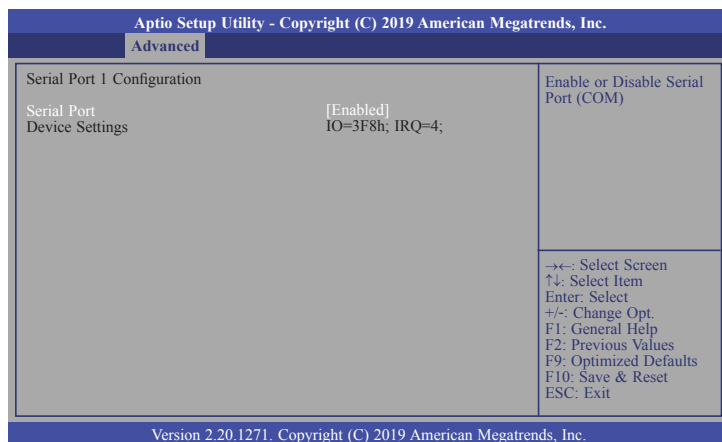 Aptio Setup Utility - Copyright (C) 2019 American Megatrends, Inc.
Advanced
Serial Port 1 Configuration
Serial Port [Enabled]
Device Settings IO=3F8h; IRQ=4;
Enable or Disable Serial
Port (COM)
→←: Select Screen
↑↓: Select Item
Enter: Select
+/-: Change Opt.
F1: General Help
F2: Previous Values
F9: Optimized Defaults
F10: Save & Reset
ESC: Exit
Version 2.20.1271. Copyright (C) 2019 American Megatrends, Inc.